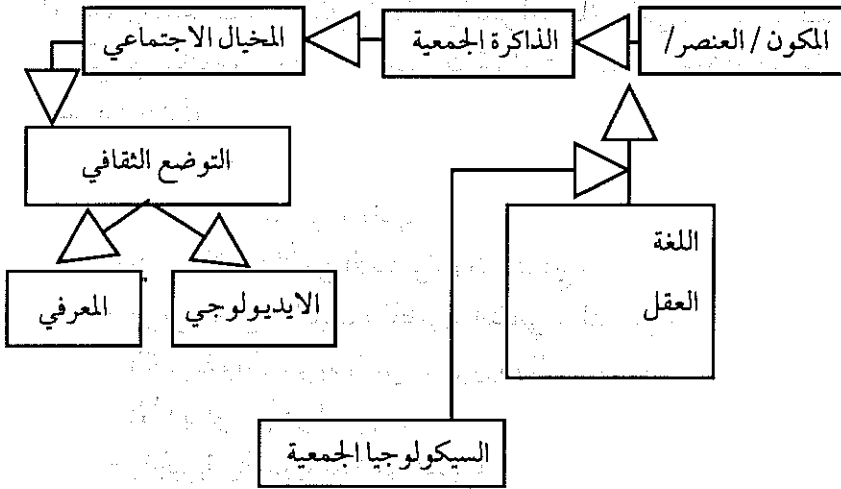 المكون / العنصر/
الذاكرة الجمعية
المخيال الاجتماعي
التوضع الثقافي
اللغة
العقل
الايديولوجي
المعرفي
السيكولوجيا الجمعية